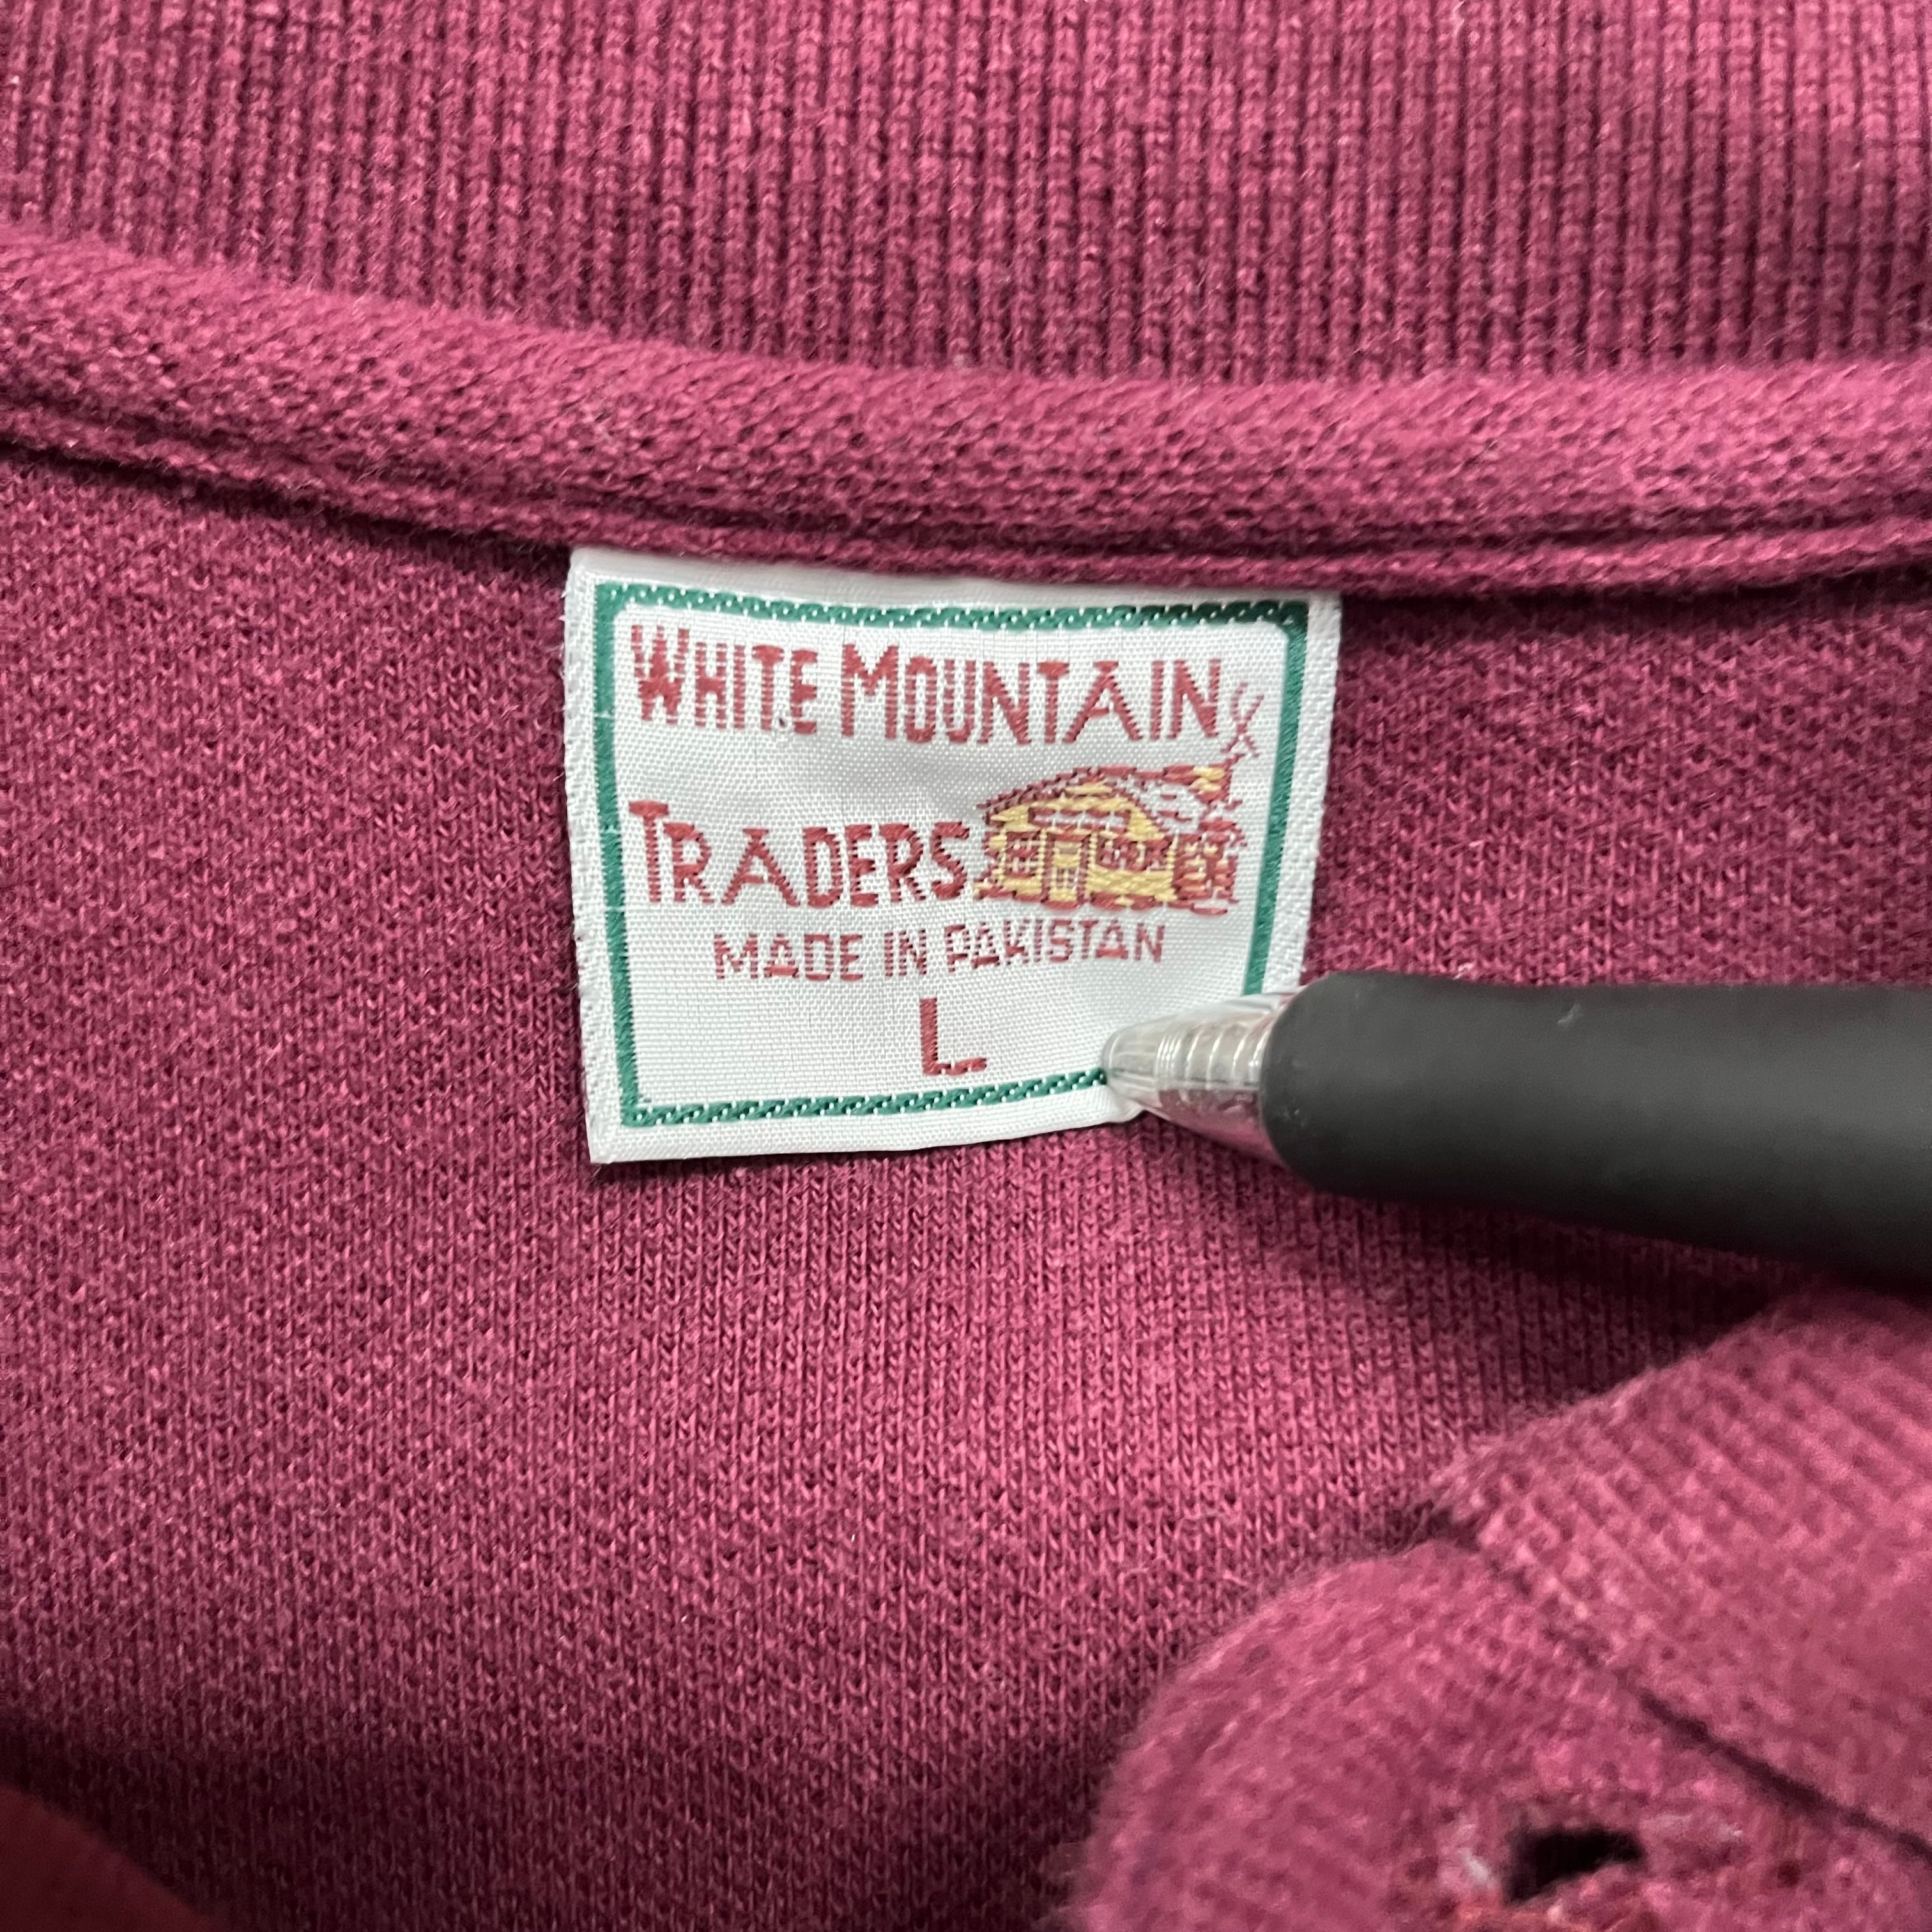 WHITE MOUNTAIN
TRADERS
MADE IN PAKISTAN
L